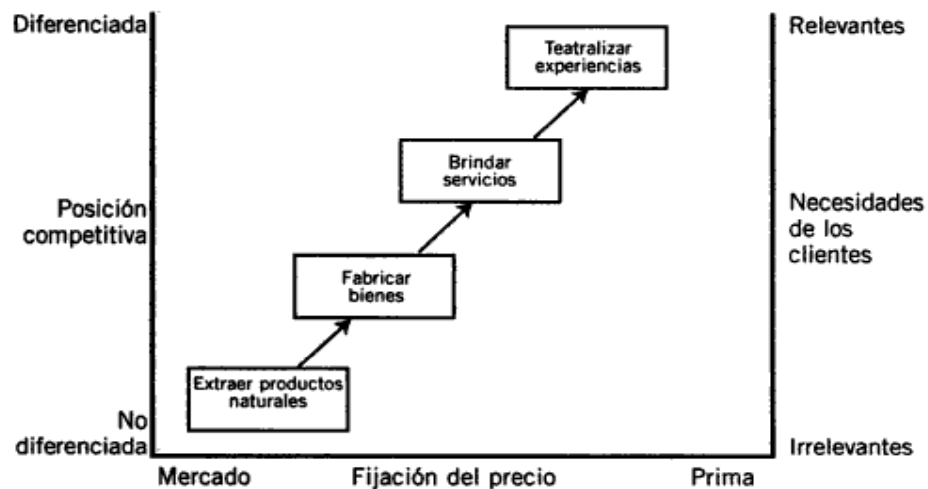 Diferenciada
Relevantes
Teatralizar
experiencias
Brindar
servicios
Posición
competitiva
Necesidades
de los
clientes
Fabricar
bienes
Extraer productos
naturales
No
diferenciada
Irrelevantes
Mercado
Fijación del precio
Prima